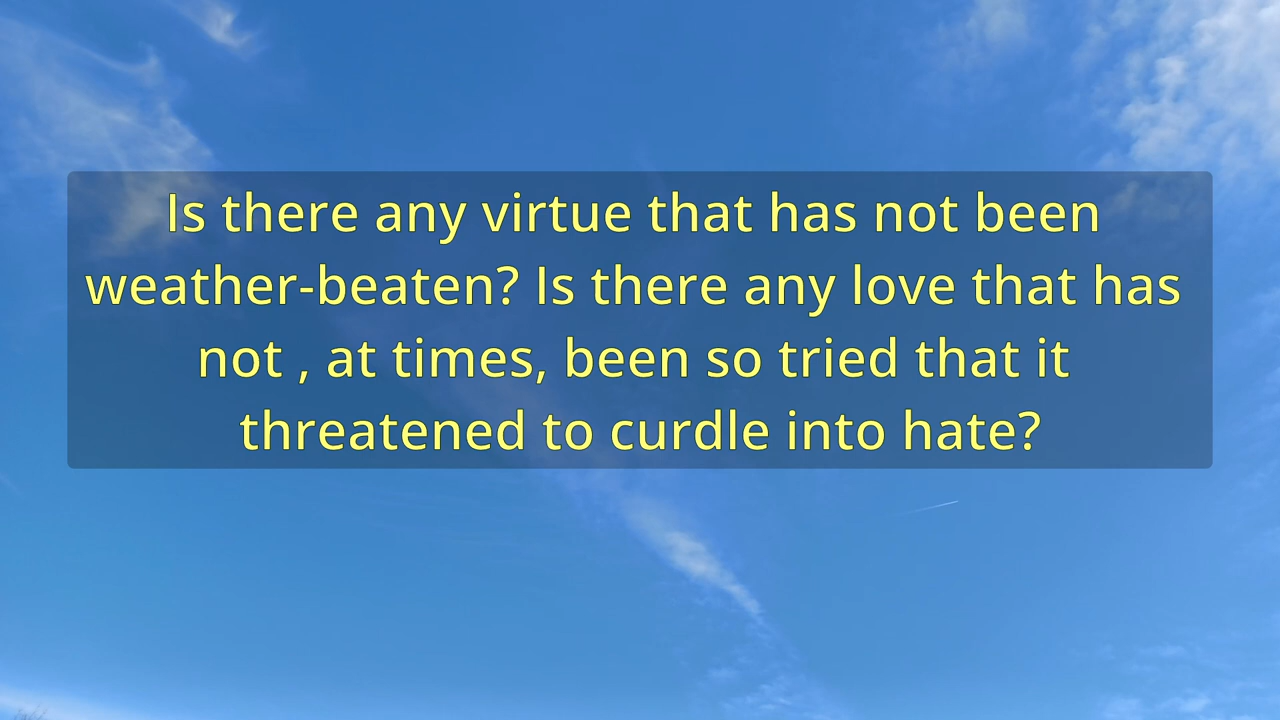 Is there any virtue that has not been
weather-beaten? Is there any love that has
not , at times, been so tried that it
threatened to curdle into hate?